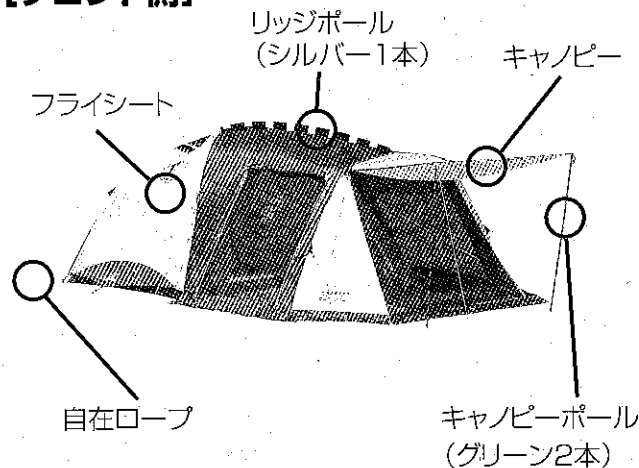 リッジポール
（シルバー1本）
キャノピー
フライシート
自在ロープ
キャノピーポール
（グリーン2本）